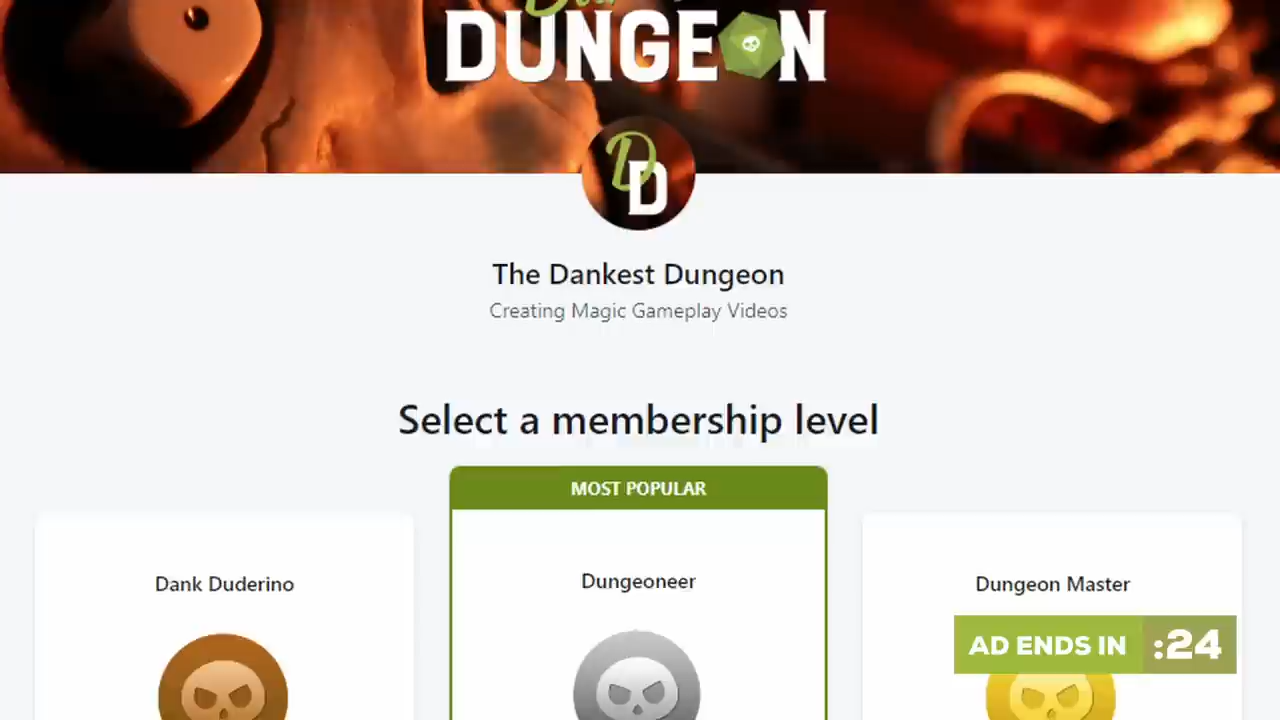 DUNGEON
DD
The Dankest Dungeon
Creating Magic Gameplay Videos
Select a membership level
MOST POPULAR
Dank Duderino
Dungeoneer
Dungeon Master
AD ENDS IN :24